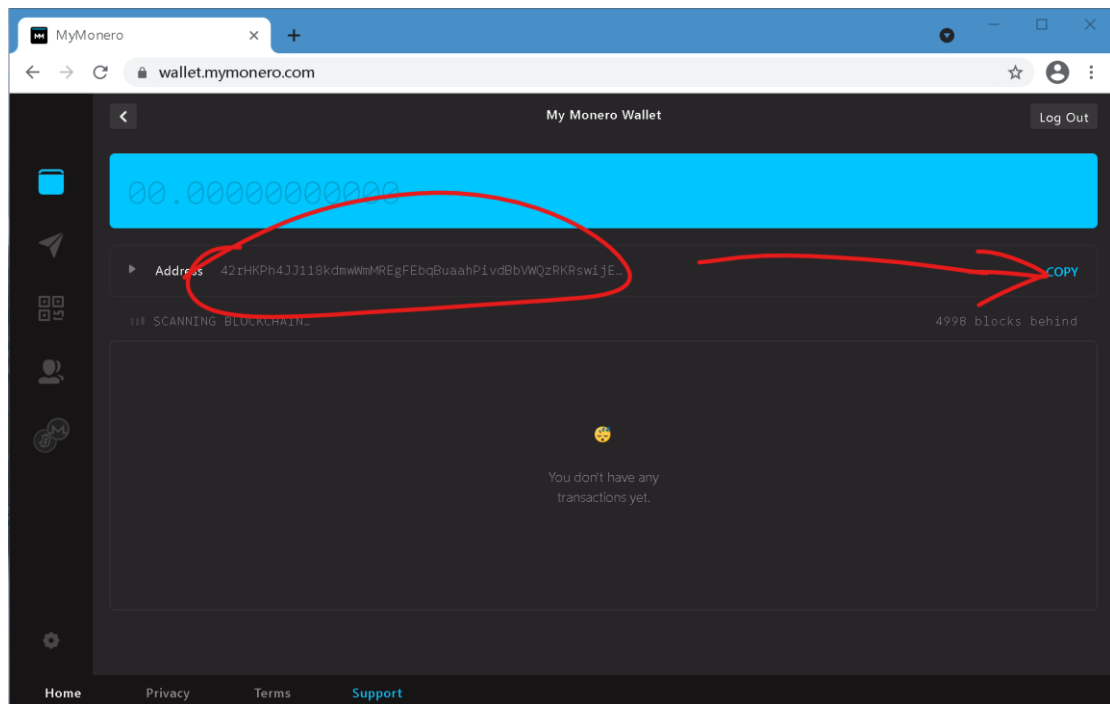 MyMonero
wallet.mymonero.com
My Monero Wallet
Log Out
00.000000000000
Address 42rHKPh4JJ118kdmwWmMREgFEbqBuaahPivdBbVWQzRKRswijE… COPY
SCANNING BLOCKCHAIN… 4998 blocks behind
You don't have any
transactions yet.
Home Privacy Terms Support